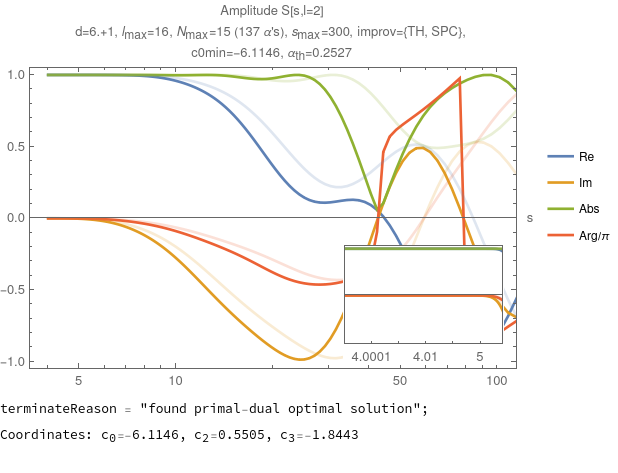 Amplitude S[s,l=2]
d=6.+1, lmax=16, Nmax=15 (137 α's), smax=300, improv={TH, SPC},
c0min=−6.1146, αth=0.2527
1.0
0.5
0.0
−0.5
−1.0
5
10
50
100
s
4.0001
4.01
5
Re
Im
Abs
Arg/π
terminateReason = "found primal-dual optimal solution";
Coordinates: c0=-6.1146, c2=0.5505, c3=-1.8443